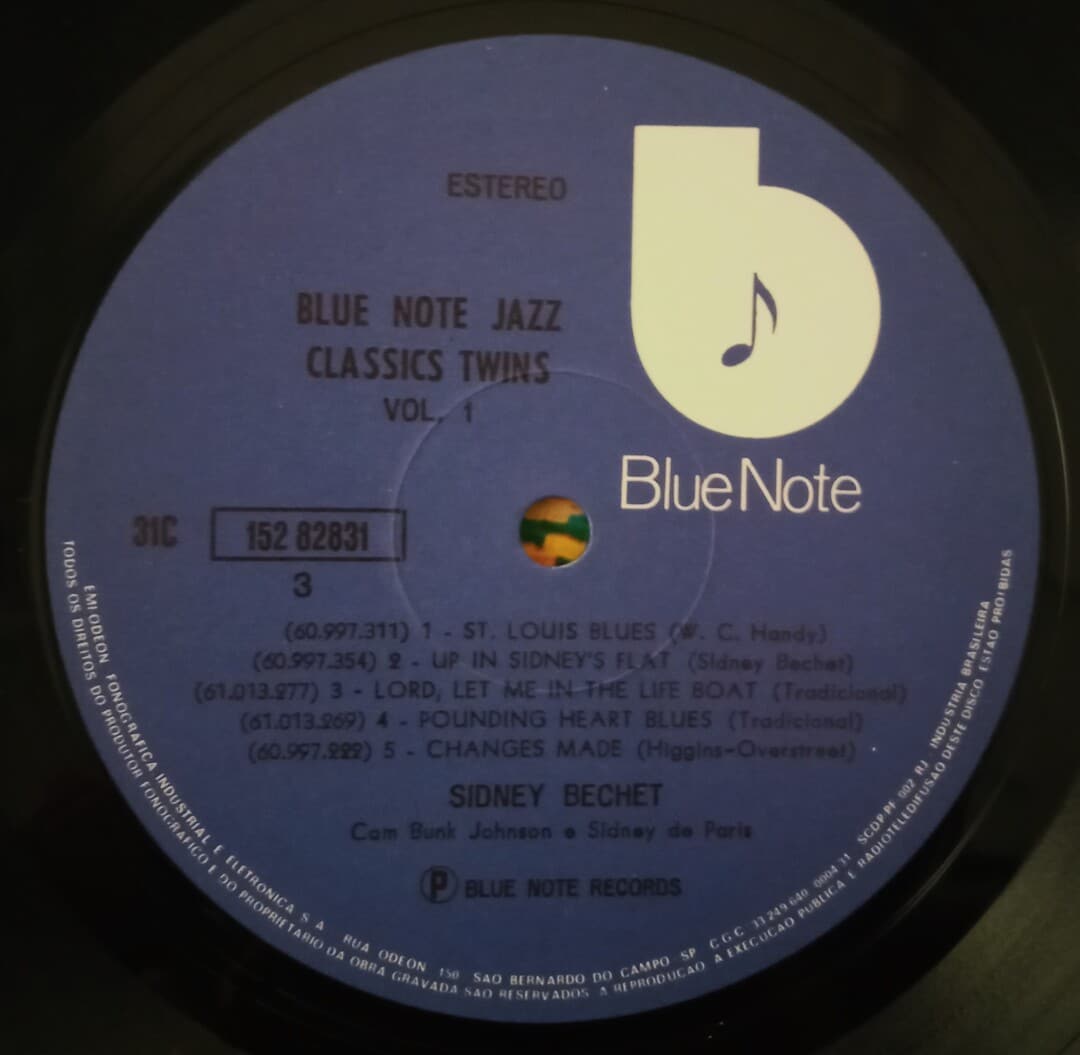 ESTEREO
BLUE NOTE JAZZ
CLASSICS TWINS
VOL. 1
BlueNote
31C 152 82831
3
(60.997.311) 1 - ST. LOUIS BLUES (W. C. Handy)
(60.997.354) 2 - UP IN SIDNEY'S FLAT (Sidney Bechet)
(61.013.277) 3 - LORD, LET ME IN THE LIFE BOAT (Tradicional)
(61.013.269) 4 - POUNDING HEART BLUES (Tradicional)
(60.997.222) 5 - CHANGES MADE (Higgins-Overstreet)
SIDNEY BECHET
Com Bunk Johnson e Sidney de Paris
Ⓟ BLUE NOTE RECORDS
EMI ODEON FONOGRAFICA INDUSTRIAL E ELETRONICA S A RUA ODEON 150 SAO BERNARDO DO CAMPO SP C.G.C. 33 249 640 0004 31 SCDP-PF 002 RJ INDUSTRIA BRASILEIRA
TODOS OS DIREITOS DO PRODUTOR FONOGRAFICO E DO PROPRIETARIO DA OBRA GRAVADA SAO RESERVADOS A REPRODUCAO A EXECUCAO PUBLICA E RADIOTELEDIFUSAO DESTE DISCO ESTAO PROIBIDAS